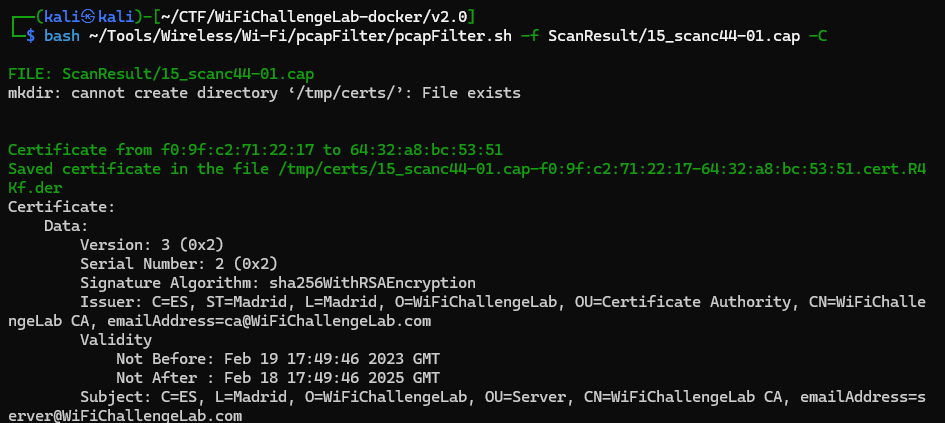 ┌──(kali㉿kali)-[~/CTF/WiFiChallengeLab-docker/v2.0]
└─$ bash ~/Tools/Wireless/Wi-Fi/pcapFilter/pcapFilter.sh -f ScanResult/15_scanc44-01.cap -C
FILE: ScanResult/15_scanc44-01.cap
mkdir: cannot create directory ‘/tmp/certs/’: File exists
Certificate from f0:9f:c2:71:22:17 to 64:32:a8:bc:53:51
Saved certificate in the file /tmp/certs/15_scanc44-01.cap-f0:9f:c2:71:22:17-64:32:a8:bc:53:51.cert.R4
Kf.der
Certificate:
    Data:
        Version: 3 (0x2)
        Serial Number: 2 (0x2)
        Signature Algorithm: sha256WithRSAEncryption
        Issuer: C=ES, ST=Madrid, L=Madrid, O=WiFiChallengeLab, OU=Certificate Authority, CN=WiFiChalle
ngeLab CA, emailAddress=ca@WiFiChallengeLab.com
        Validity
            Not Before: Feb 19 17:49:46 2023 GMT
            Not After : Feb 18 17:49:46 2025 GMT
        Subject: C=ES, L=Madrid, O=WiFiChallengeLab, OU=Server, CN=WiFiChallengeLab CA, emailAddress=s
erver@WiFiChallengeLab.com